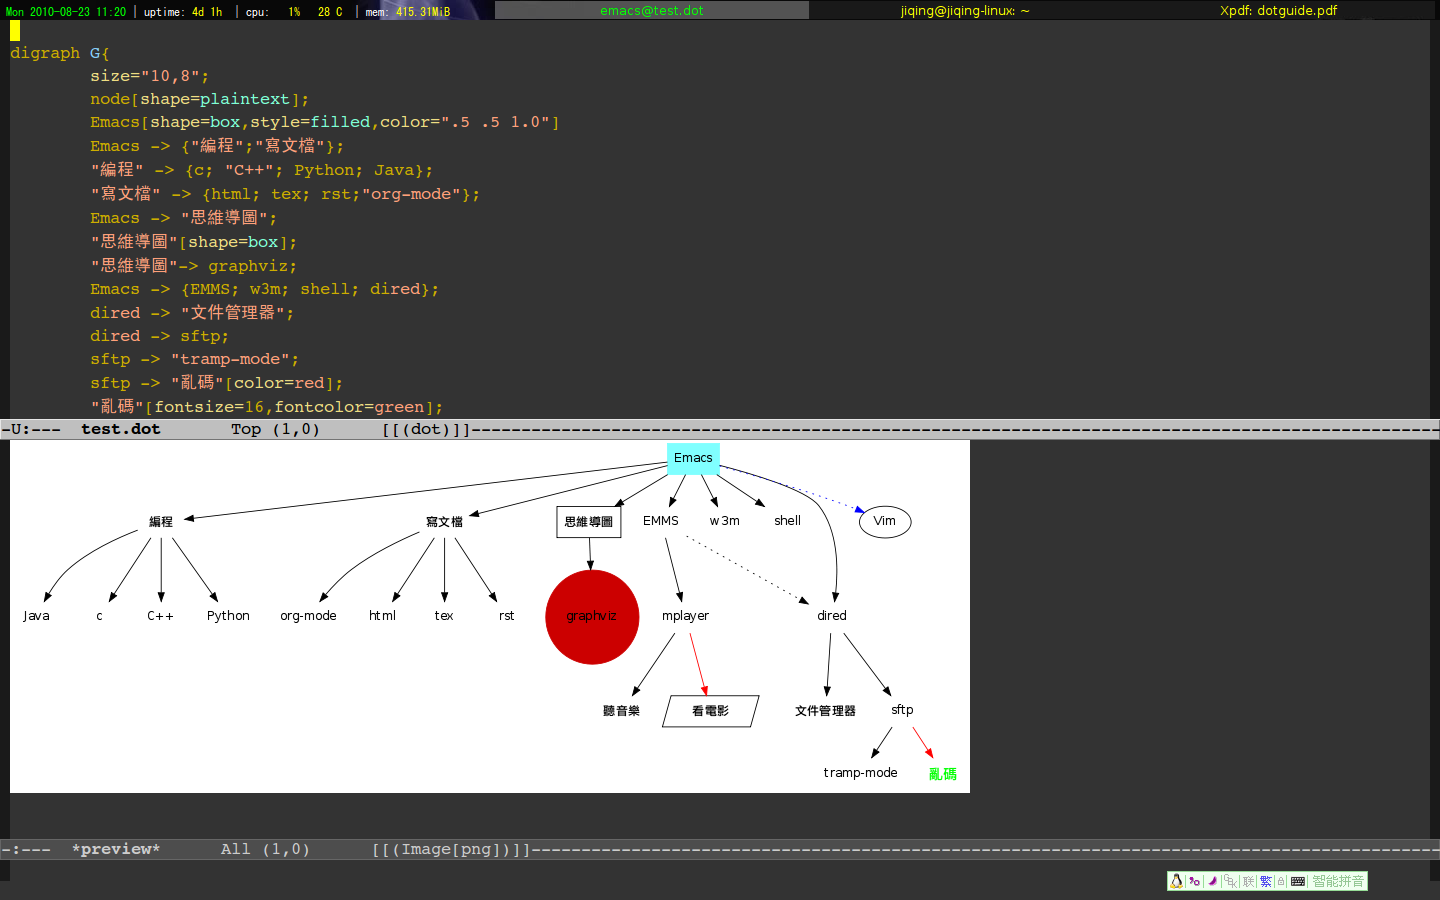 Mon 2010-08-23 11:20 | uptime: 4d 1h | cpu: 1% 28 C | mem: 415.31MiB emacs@test.dot jiqing@jiqing-linux: ~ Xpdf: dotguide.pdf
digraph G{
size="10,8";
node[shape=plaintext];
Emacs[shape=box,style=filled,color=".5 .5 1.0"]
Emacs -> {"編程";"寫文檔"};
"編程" -> {c; "C++"; Python; Java};
"寫文檔" -> {html; tex; rst;"org-mode"};
Emacs -> "思維導圖";
"思維導圖"[shape=box];
"思維導圖"-> graphviz;
Emacs -> {EMMS; w3m; shell; dired};
dired -> "文件管理器";
dired -> sftp;
sftp -> "tramp-mode";
sftp -> "亂碼"[color=red];
"亂碼"[fontsize=16,fontcolor=green];
-U:--- test.dot Top (1,0) [[(dot)]]
Emacs
編程 寫文檔 思維導圖 EMMS w3m shell Vim
Java c C++ Python org-mode html tex rst graphviz mplayer dired
聽音樂 看電影 文件管理器 sftp
tramp-mode 亂碼
-:--- *preview* All (1,0) [[(Image[png])]]
联 繁 智能拼音